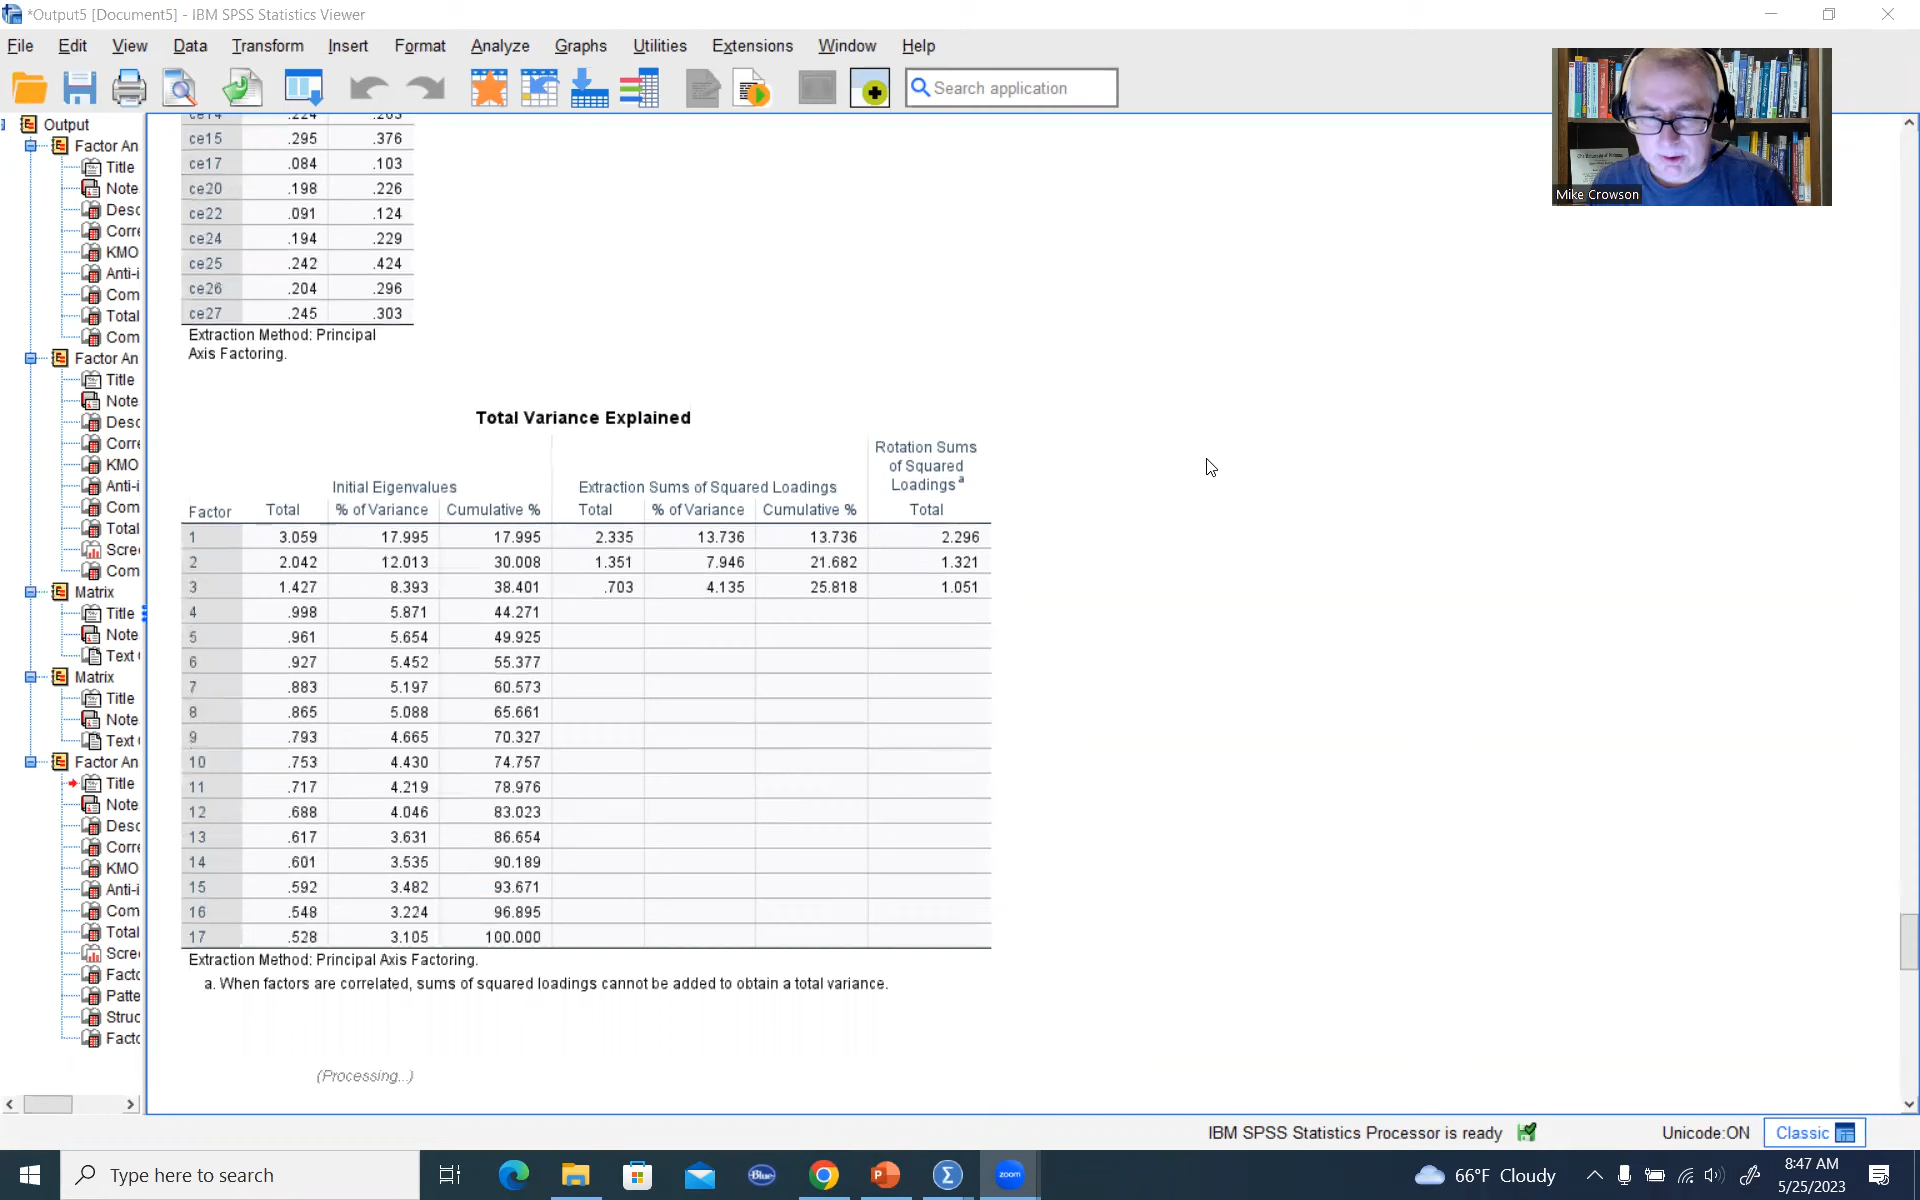 *Output5 [Document5] - IBM SPSS Statistics Viewer
File Edit View Data Transform Insert Format Analyze Graphs Utilities Extensions Window Help
Search application
Mike Crowson
Output
Factor An
Title
Note
Desc
Corre
KMO
Anti-i
Com
Total
Com
Factor An
Title
Note
Desc
Corre
KMO
Anti-i
Com
Total
Scre
Com
Matrix
Title
Note
Text
Matrix
Title
Note
Text
Factor An
Title
Note
Desc
Corre
KMO
Anti-i
Com
Total
Scre
Facto
Patte
Struc
Facto
ce14 .224 .263
ce15 .295 .376
ce17 .084 .103
ce20 .198 .226
ce22 .091 .124
ce24 .194 .229
ce25 .242 .424
ce26 .204 .296
ce27 .245 .303
Extraction Method: Principal
Axis Factoring.
Total Variance Explained
Rotation Sums
of Squared
Loadings a
Initial Eigenvalues Extraction Sums of Squared Loadings
Factor Total % of Variance Cumulative % Total % of Variance Cumulative % Total
1 3.059 17.995 17.995 2.335 13.736 13.736 2.296
2 2.042 12.013 30.008 1.351 7.946 21.682 1.321
3 1.427 8.393 38.401 .703 4.135 25.818 1.051
4 .998 5.871 44.271
5 .961 5.654 49.925
6 .927 5.452 55.377
7 .883 5.197 60.573
8 .865 5.088 65.661
9 .793 4.665 70.327
10 .753 4.430 74.757
11 .717 4.219 78.976
12 .688 4.046 83.023
13 .617 3.631 86.654
14 .601 3.535 90.189
15 .592 3.482 93.671
16 .548 3.224 96.895
17 .528 3.105 100.000
Extraction Method: Principal Axis Factoring.
a. When factors are correlated, sums of squared loadings cannot be added to obtain a total variance.
(Processing...)
IBM SPSS Statistics Processor is ready Unicode:ON Classic
Type here to search
Blue
zoom
66°F Cloudy
8:47 AM
5/25/2023